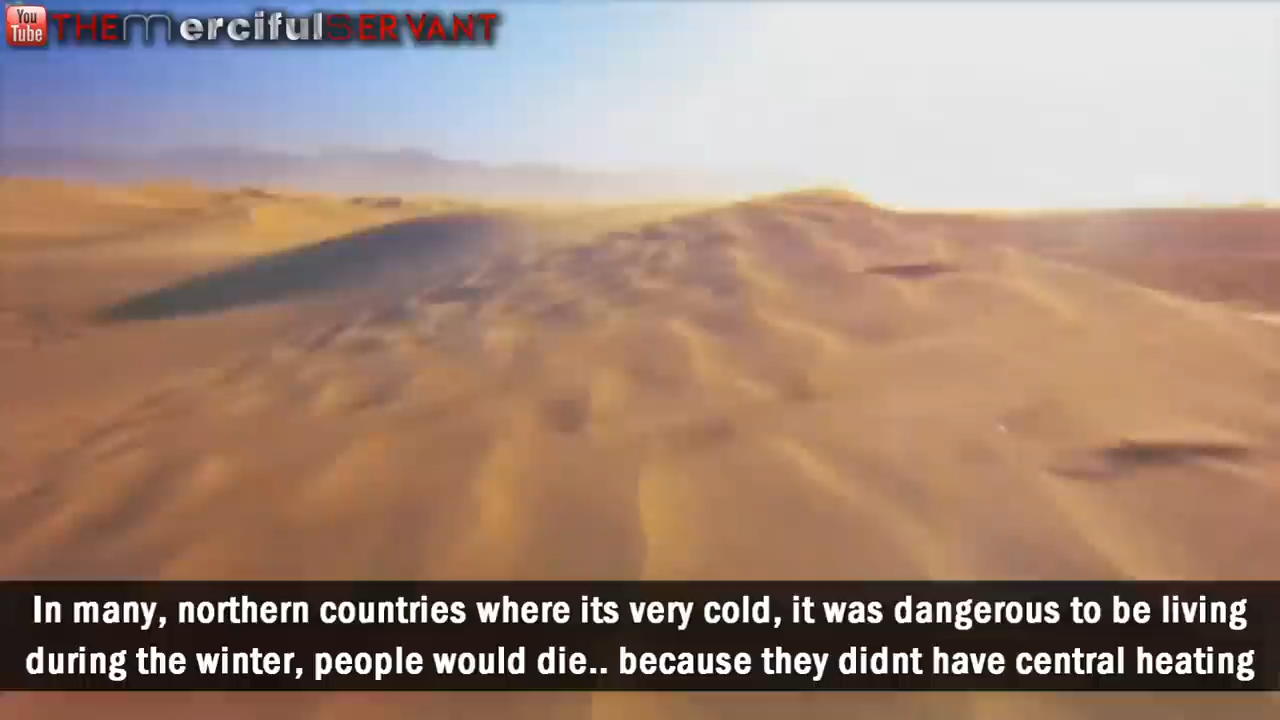 You Tube THEMercifulSERVANT
In many, northern countries where its very cold, it was dangerous to be living
during the winter, people would die.. because they didnt have central heating